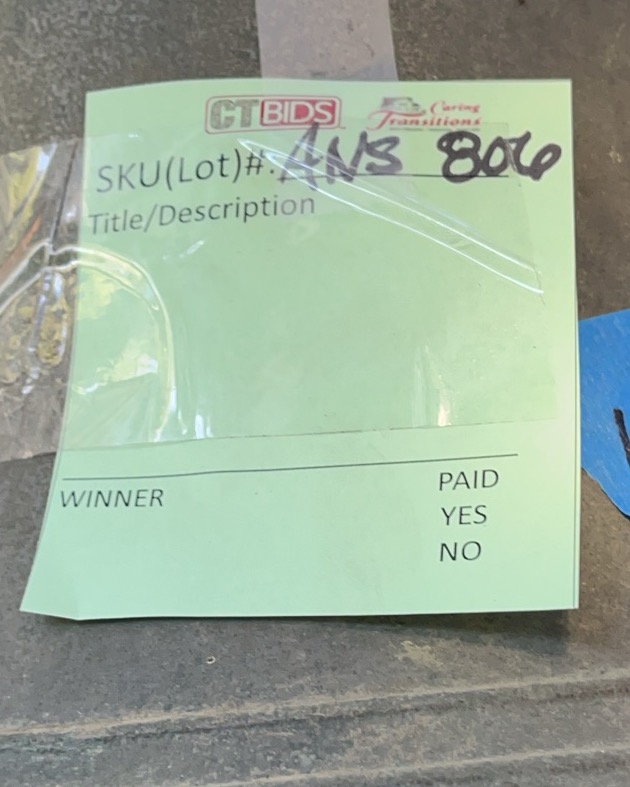 CTBIDS Caring Transitions
SKU(Lot)#: ANS 806
Title/Description
WINNER
PAID
YES
NO